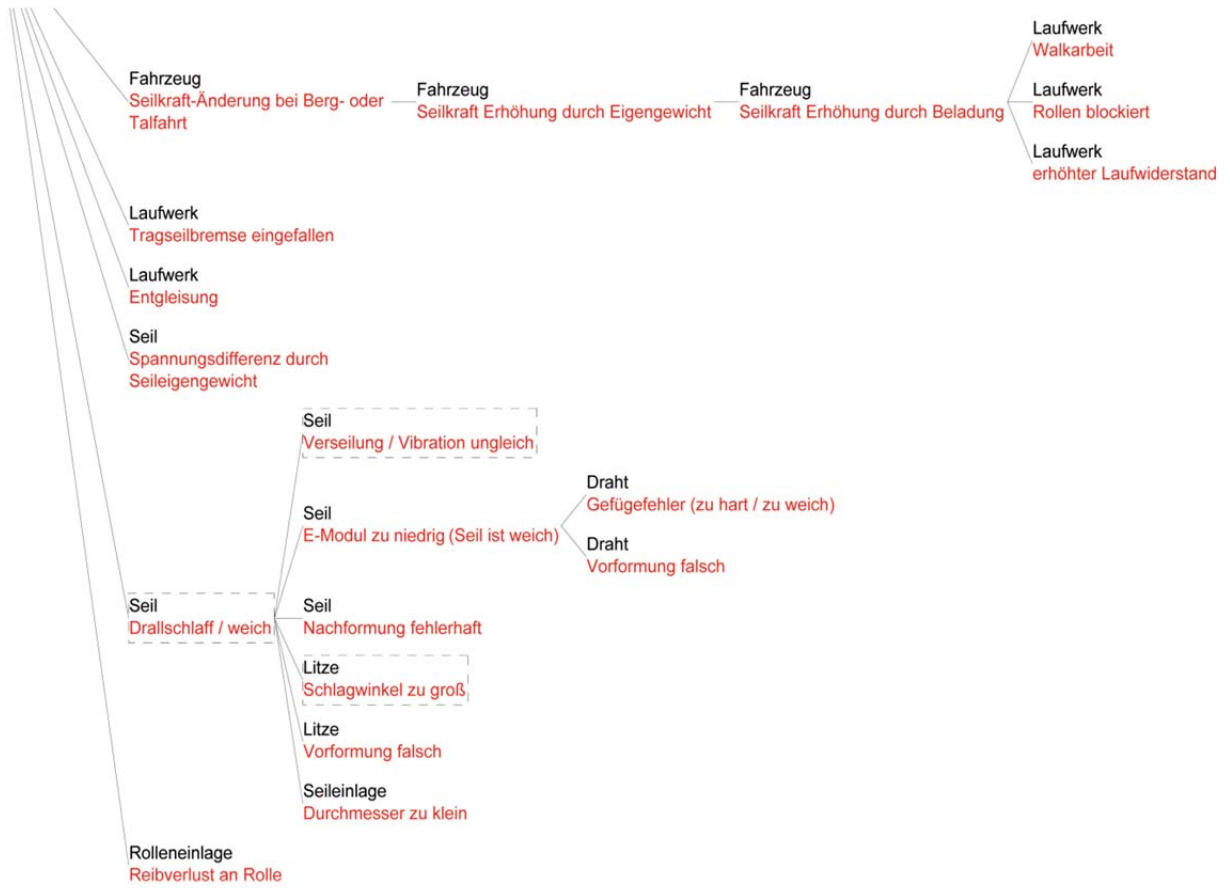 Laufwerk
Walkarbeit
Fahrzeug
Seilkraft-Änderung bei Berg- oder
Talfahrt
Fahrzeug
Seilkraft Erhöhung durch Eigengewicht
Fahrzeug
Seilkraft Erhöhung durch Beladung
Laufwerk
Rollen blockiert
Laufwerk
erhöhter Laufwiderstand
Laufwerk
Tragseilbremse eingefallen
Laufwerk
Entgleisung
Seil
Spannungsdifferenz durch
Seileigengewicht
Seil
Verseilung / Vibration ungleich
Seil
E-Modul zu niedrig (Seil ist weich)
Draht
Gefügefehler (zu hart / zu weich)
Draht
Vorformung falsch
Seil
Drallschlaff / weich
Seil
Nachformung fehlerhaft
Litze
Schlagwinkel zu groß
Litze
Vorformung falsch
Seileinlage
Durchmesser zu klein
Rolleneinlage
Reibverlust an Rolle